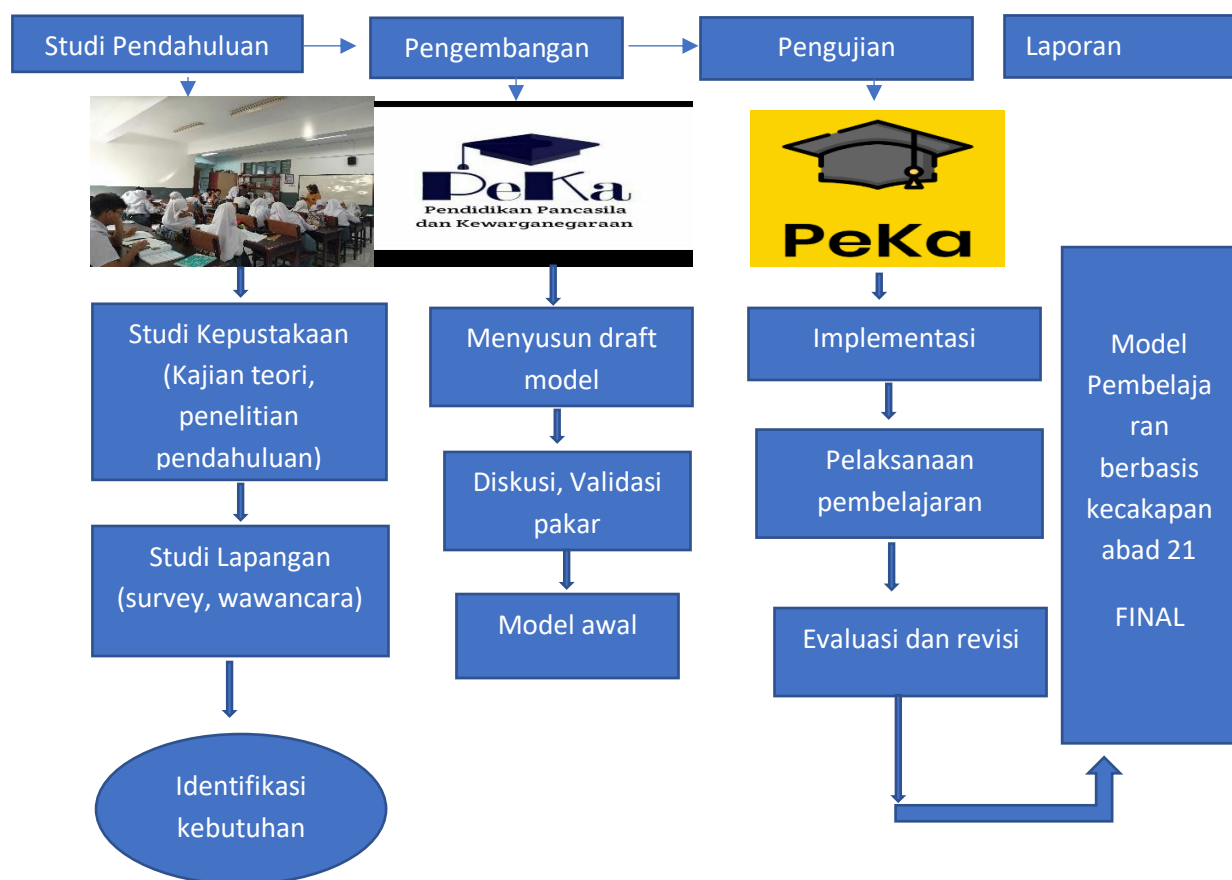 Studi Pendahuluan
Pengembangan
Pengujian
Laporan
PeKa
Pendidikan Pancasila
dan Kewarganegaraan
PeKa
Studi Kepustakaan
(Kajian teori,
penelitian
pendahuluan)
Studi Lapangan
(survey, wawancara)
Identifikasi
kebutuhan
Menyusun draft
model
Diskusi, Validasi
pakar
Model awal
Implementasi
Pelaksanaan
pembelajaran
Evaluasi dan revisi
Model
Pembelaja
ran
berbasis
kecakapan
abad 21
FINAL